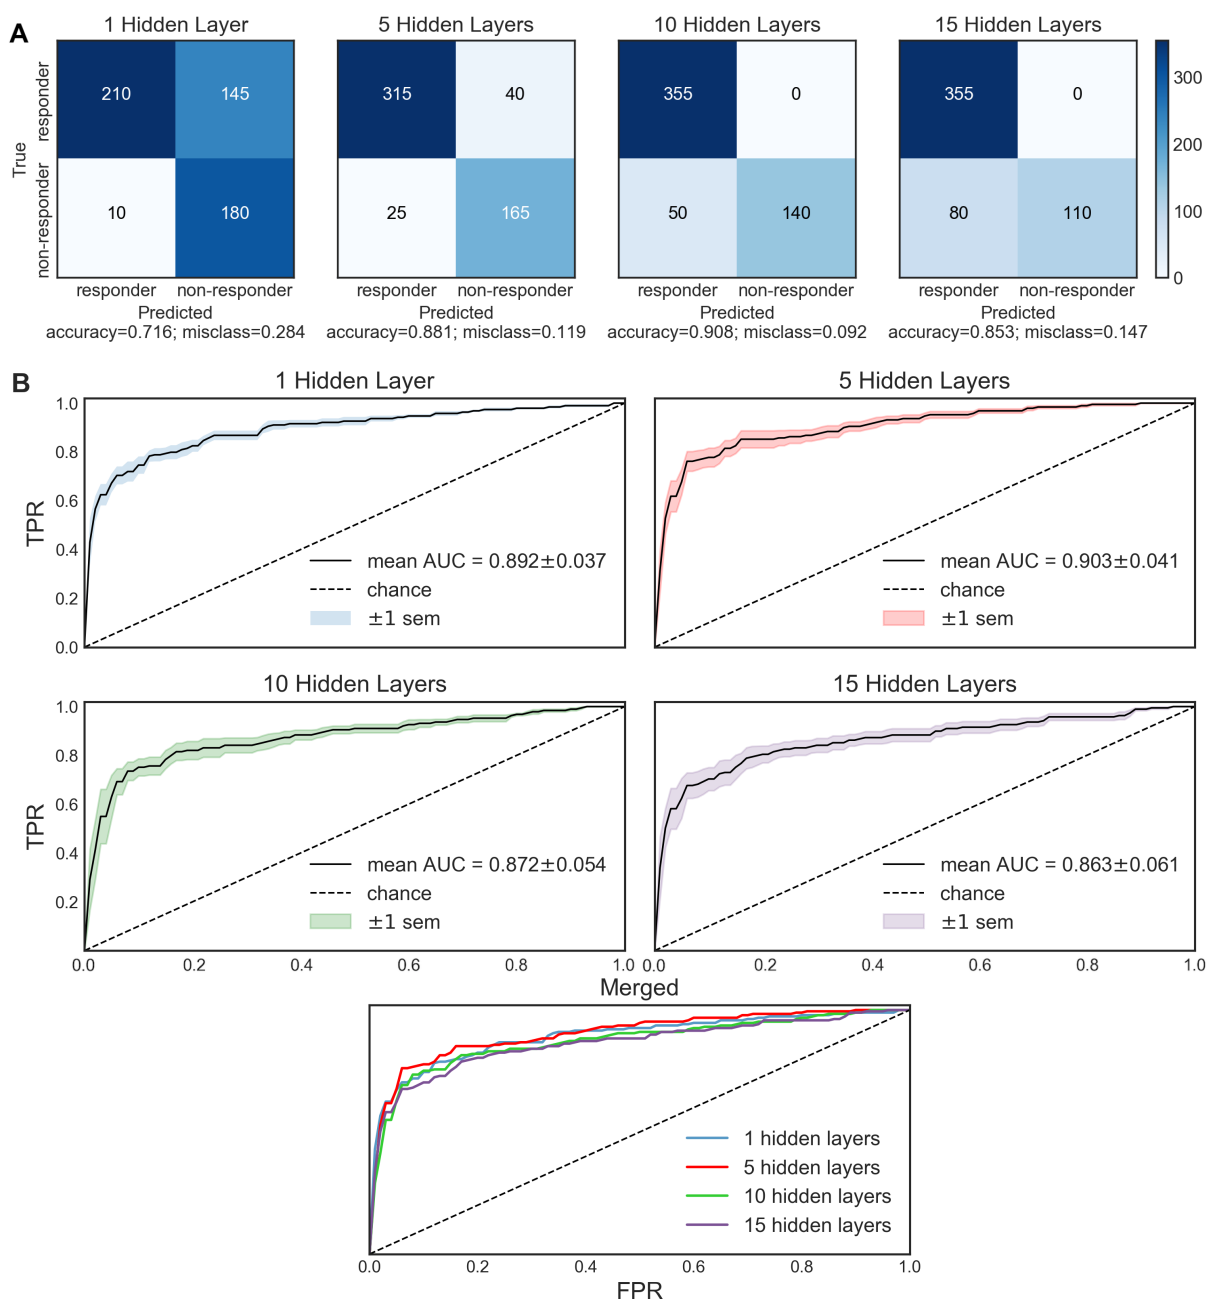 A
1 Hidden Layer
5 Hidden Layers
10 Hidden Layers
15 Hidden Layers
True
responder
non-responder
210 145
10 180
315 40
25 165
355 0
50 140
355 0
80 110
300
200
100
0
responder non-responder
responder non-responder
responder non-responder
responder non-responder
Predicted
Predicted
Predicted
Predicted
accuracy=0.716; misclass=0.284
accuracy=0.881; misclass=0.119
accuracy=0.908; misclass=0.092
accuracy=0.853; misclass=0.147
B
1 Hidden Layer
TPR
1.0
0.8
0.6
0.4
0.2
0.0
mean AUC = 0.892±0.037
chance
±1 sem
5 Hidden Layers
mean AUC = 0.903±0.041
chance
±1 sem
10 Hidden Layers
TPR
1.0
0.8
0.6
0.4
0.2
mean AUC = 0.872±0.054
chance
±1 sem
0.0 0.2 0.4 0.6 0.8 1.0
15 Hidden Layers
mean AUC = 0.863±0.061
chance
±1 sem
0.0 0.2 0.4 0.6 0.8 1.0
Merged
1 hidden layers
5 hidden layers
10 hidden layers
15 hidden layers
0.0 0.2 0.4 0.6 0.8 1.0
FPR